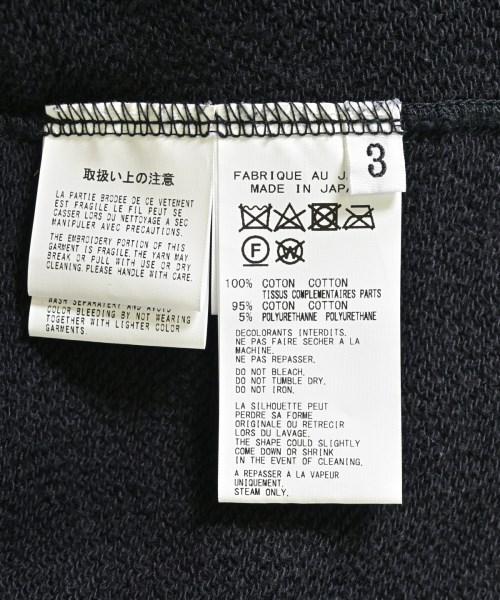 取扱い上の注意
LA PARTIE BRODEE DE CE VETEMENT
EST FRAGILE LE FIL PEUT SE
CASSER LORS DU NETTOYAGE A SEC
MANIPULER AVEC PRECAUTIONS.
THE EMBROIDERY PORTION OF THIS
GARMENT IS FRAGILE.THE YARN MAY
BREAK OR PULL WITH USE OR DRY
CLEANING.PLEASE HANDLE WITH CARE.
WASH SEPARATELY AND AVOID
COLOR BLEEDING BY NOT WEARING
TOGETHER WITH LIGHTER COLOR
GARMENTS.
3
FABRIQUE AU
MADE IN JAPAN
F
W
100% COTON COTTON
TISSUS COMPLEMENTAIRES PARTS
95% COTON COTTON
5% POLYURETHANNE POLYURETHANE
DECOLORANTS INTERDITS.
NE PAS FAIRE SECHER A LA
MACHINE.
NE PAS REPASSER.
DO NOT BLEACH.
DO NOT TUMBLE DRY.
DO NOT IRON.
LA SILHOUETTE PEUT
PERDRE SA FORME
ORIGINALE OU RETRECIR
LORS DU LAVAGE.
THE SHAPE COULD SLIGHTLY
COME DOWN OR SHRINK
IN THE EVENT OF CLEANING.
A REPASSER A LA VAPEUR
UNIQUEMENT.
STEAM ONLY.